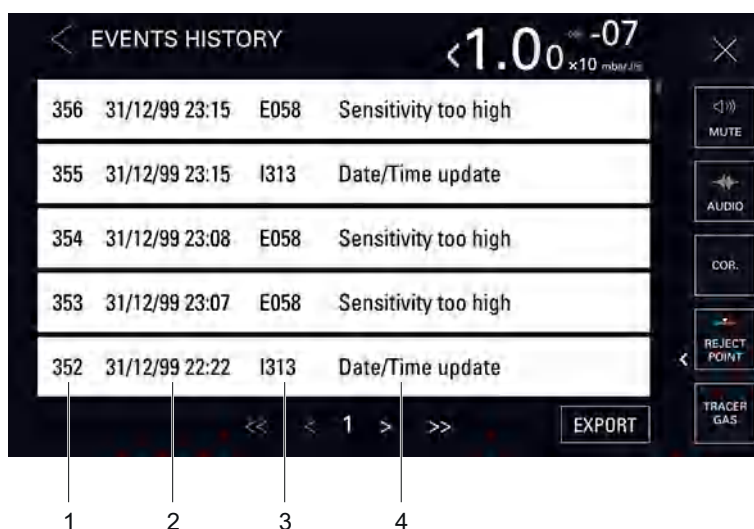 EVENTS HISTORY
<1.00 x10 -07 mbar.l/s
356 31/12/99 23:15 E058 Sensitivity too high
355 31/12/99 23:15 I313 Date/Time update
354 31/12/99 23:08 E058 Sensitivity too high
353 31/12/99 23:07 E058 Sensitivity too high
352 31/12/99 22:22 I313 Date/Time update
<< < 1 > >>
EXPORT
MUTE
AUDIO
COR.
REJECT
POINT
TRACER
GAS
1 2 3 4